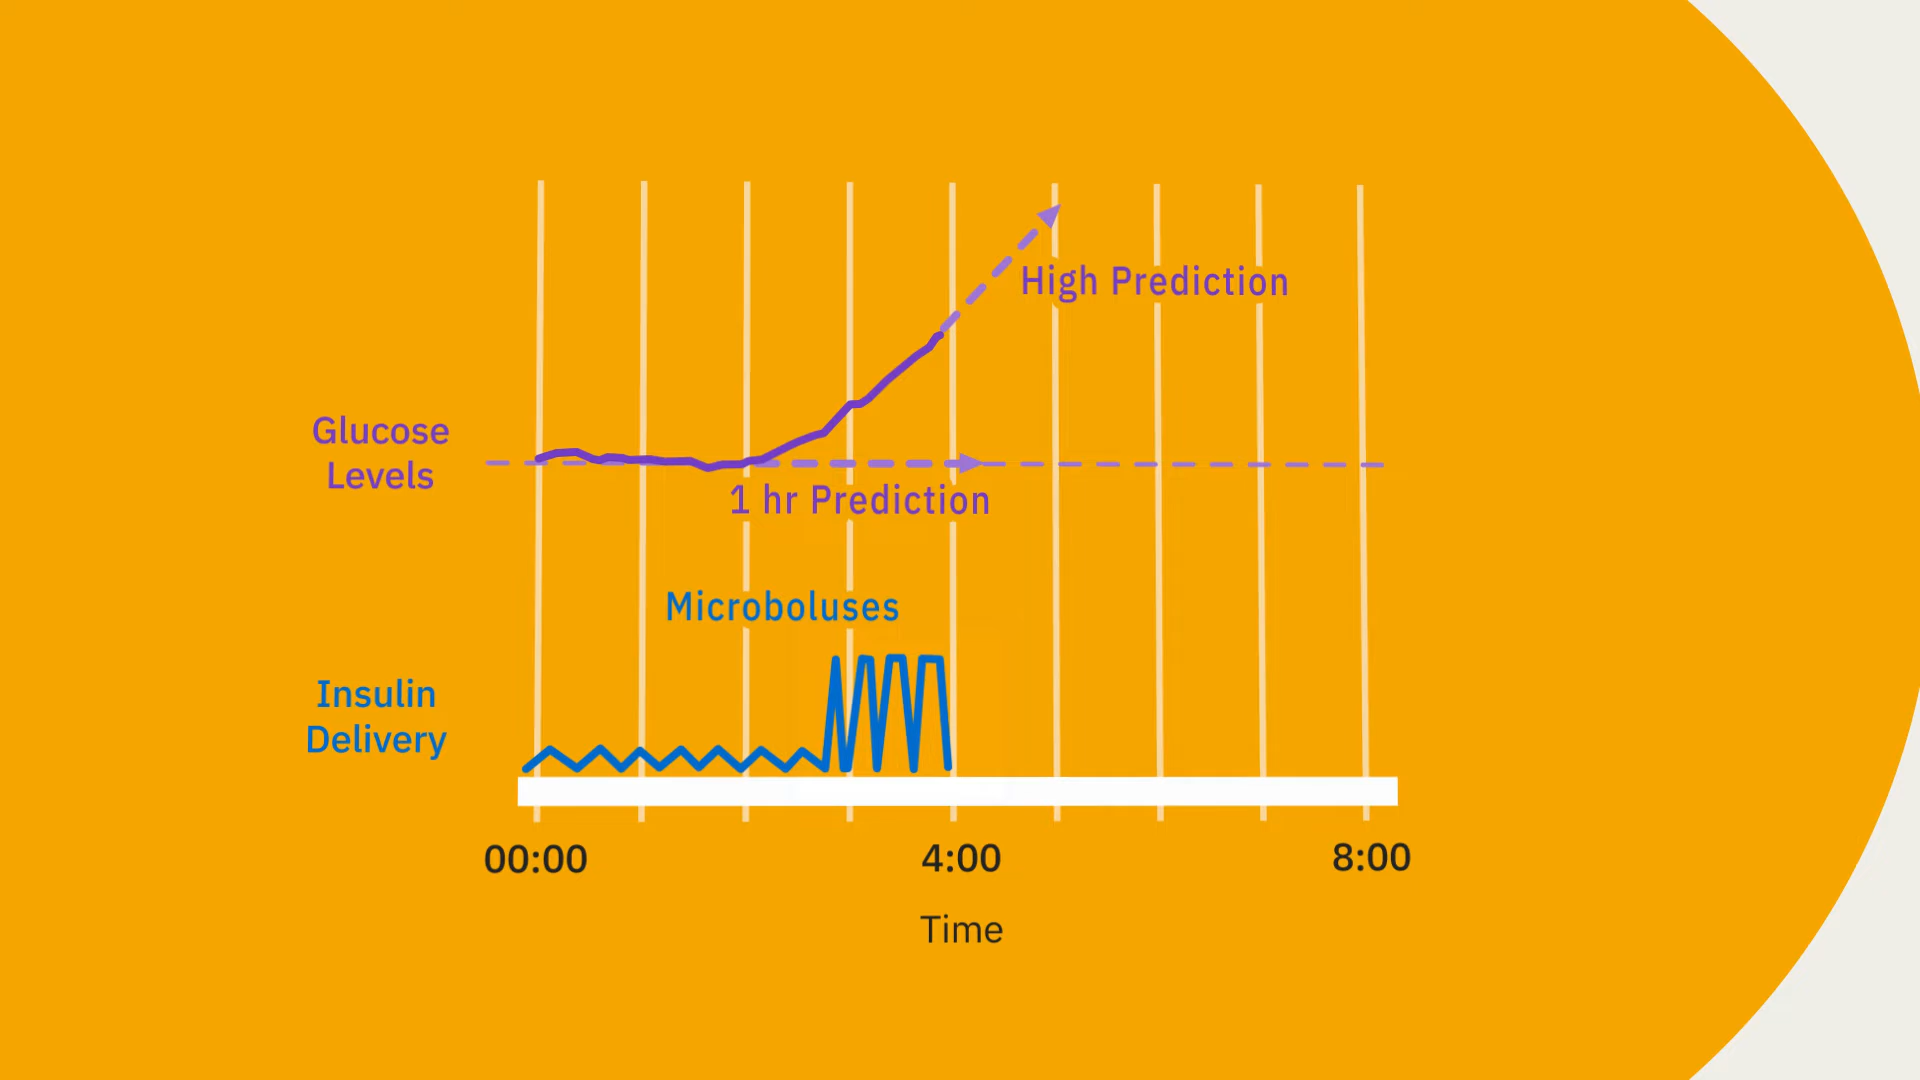 High Prediction
Glucose
Levels
1 hr Prediction
Microboluses
Insulin
Delivery
00:00
4:00
8:00
Time